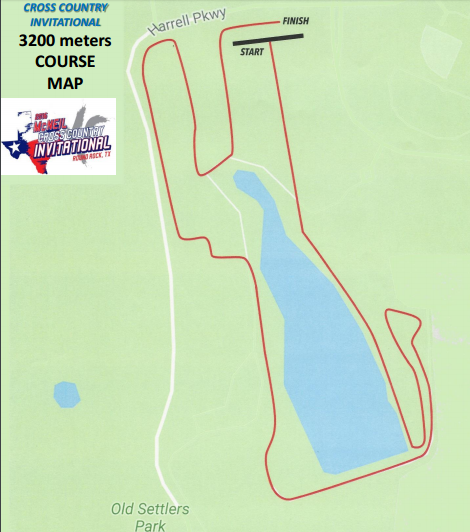 CROSS COUNTRY
INVITATIONAL
3200 meters
COURSE
MAP
McNEIL
CROSS COUNTRY
INVITATIONAL
ROUND ROCK, TX
Harrell Pkwy
FINISH
START
Old Settlers
Park